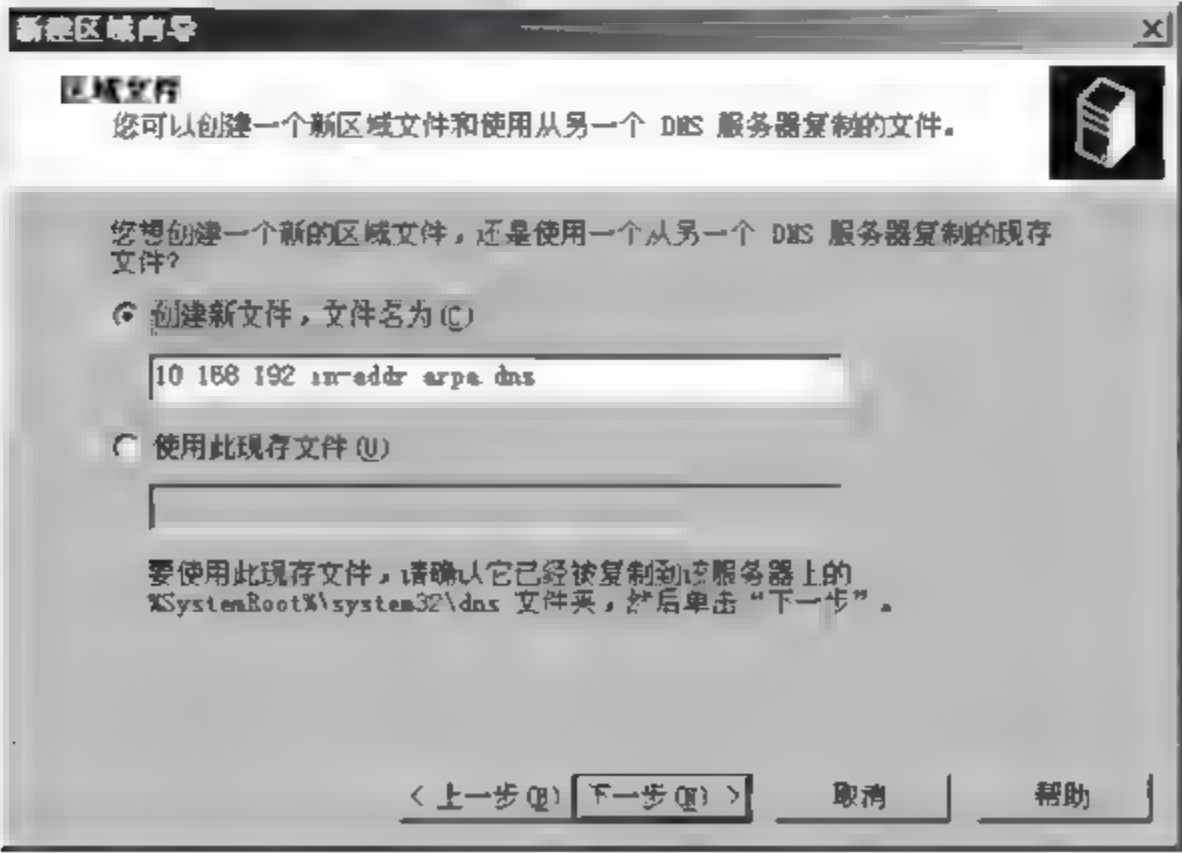 新建区域向导
区域文件
您可以创建一个新区域文件和使用从另一个 DNS 服务器复制的文件。
您想创建一个新的区域文件，还是使用一个从另一个 DNS 服务器复制的现存
文件？
创建新文件，文件名为(C)
10 168 192 in-addr arpa dns
使用此现存文件(U)
要使用此现存文件，请确认它已经被复制到该服务器上的
%SystemRoot%\system32\dns 文件夹，然后单击“下一步”。
< 上一步(B) 下一步(N) > 取消 帮助